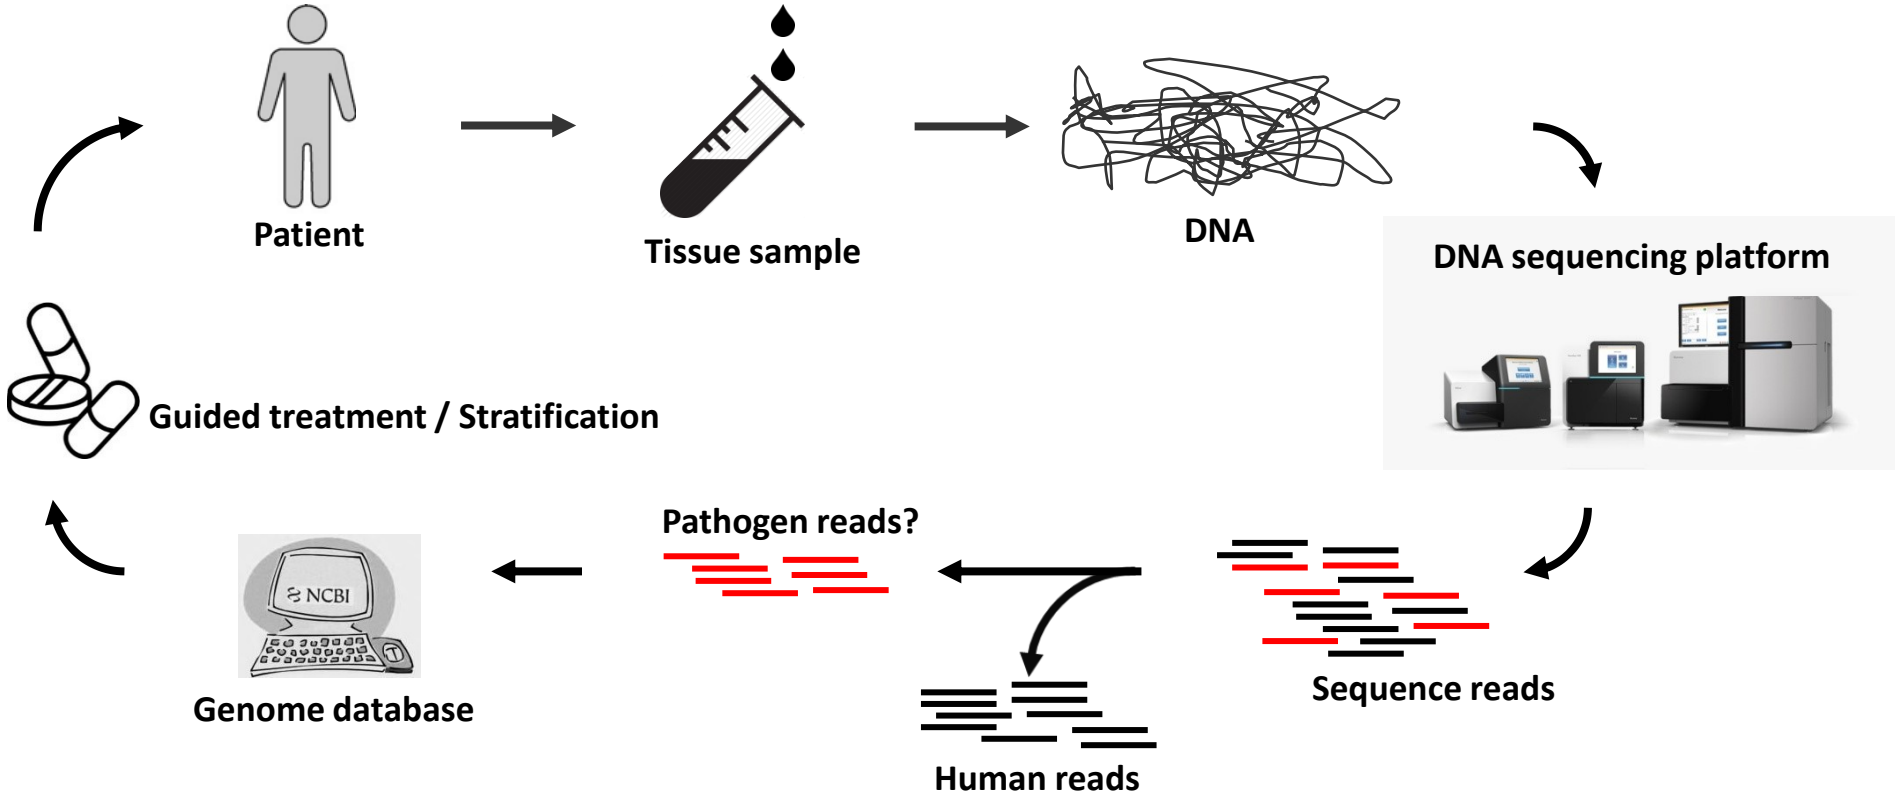 Patient
Tissue sample
DNA
DNA sequencing platform
Guided treatment / Stratification
Pathogen reads?
NCBI
Genome database
Sequence reads
Human reads